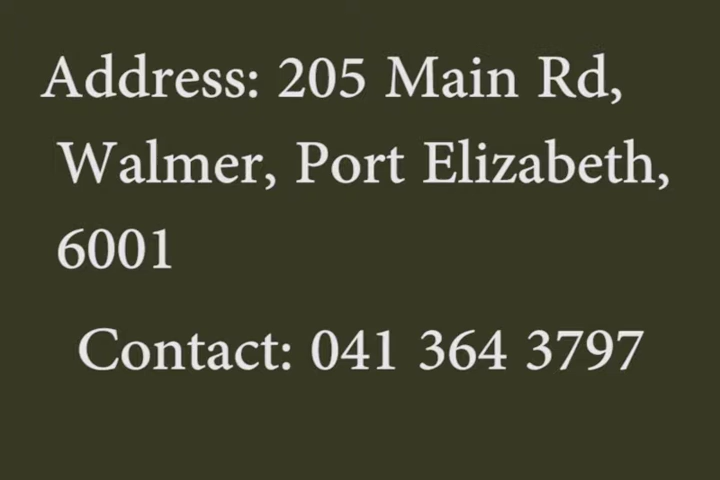 Address: 205 Main Rd,
Walmer, Port Elizabeth,
6001
Contact: 041 364 3797